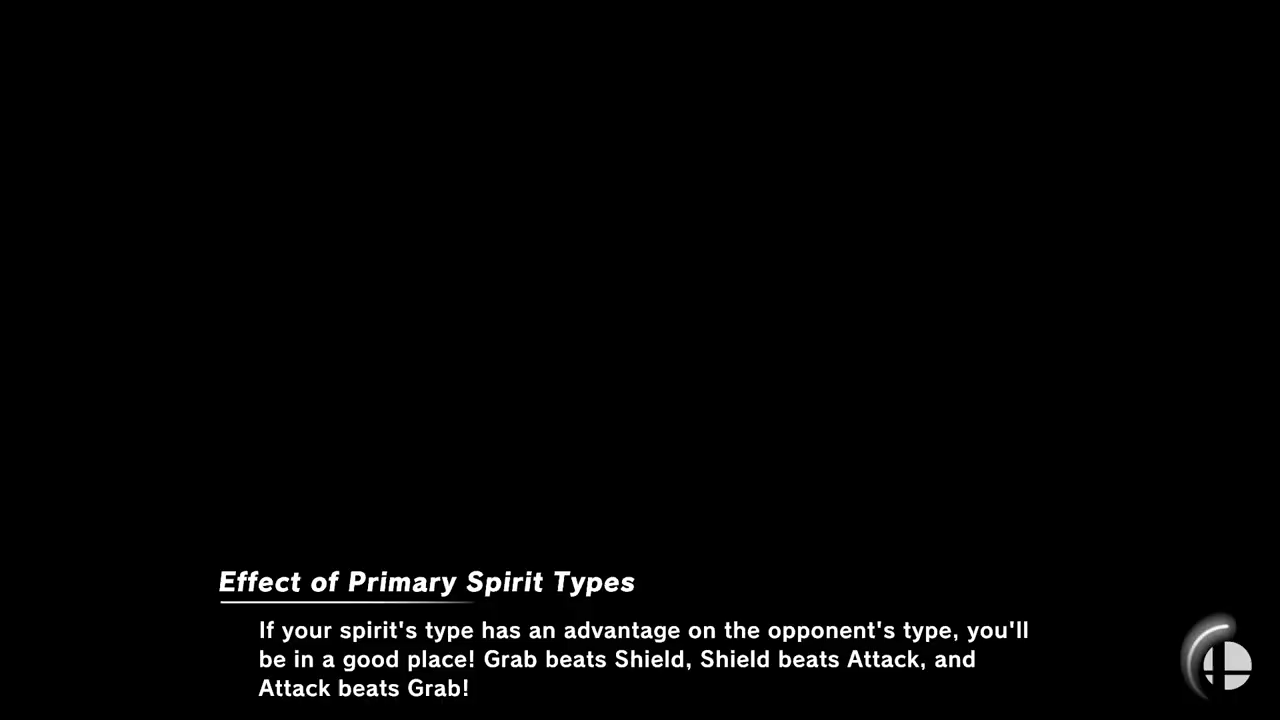 Effect of Primary Spirit Types
If your spirit's type has an advantage on the opponent's type, you'll
be in a good place! Grab beats Shield, Shield beats Attack, and
Attack beats Grab!